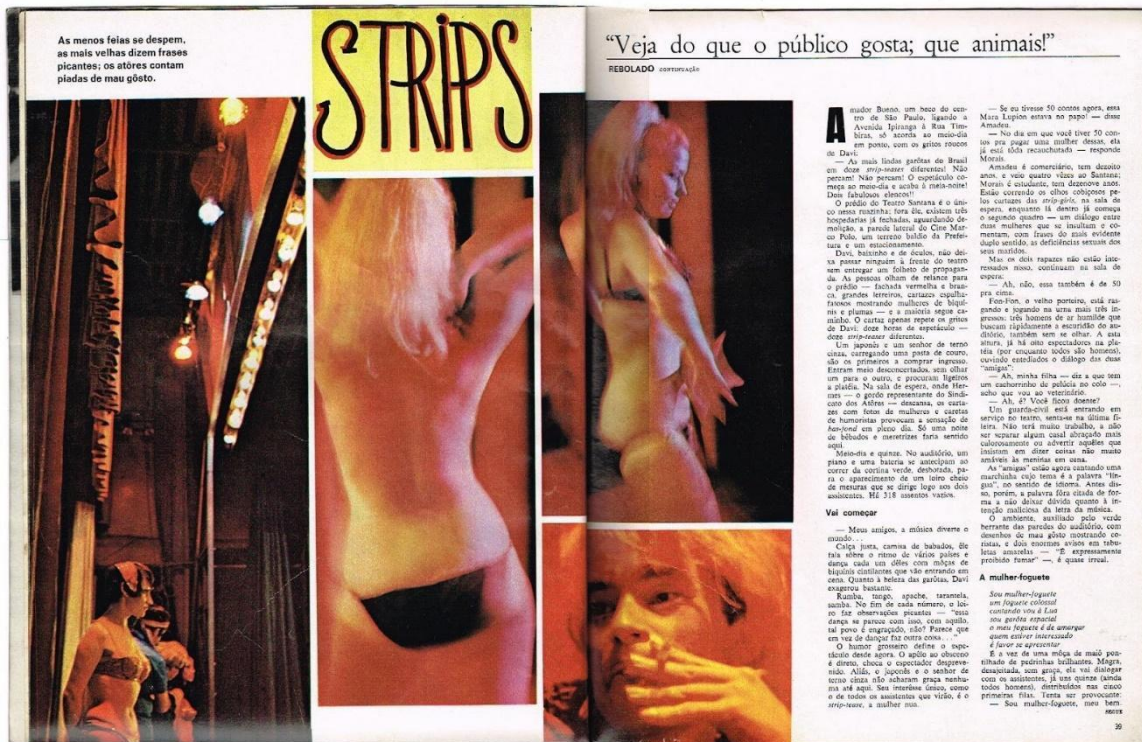 As menos feias se despem,
as mais velhas dizem frases
picantes; os atôres contam
piadas de mau gôsto.
STRIPS
“Veja do que o público gosta; que animais!”
REBOLADO CONTINUAÇÃO
Amador Bueno, um beco do cen-
tro de São Paulo, ligando a
Avenida Ipiranga à Rua Tim-
biras, só acorda ao meio-dia
em ponto, com os gritos roucos
de Davi:
— As mais lindas garôtas do Brasil
em doze strip-teases diferentes! Não
percam! Não percam! O espetáculo co-
meça ao meio-dia e acaba à meia-noite!
Dois fabulosos elencos!!
O prédio do Teatro Santana é o úni-
co nessa ruazinha; fora êle, existem três
hospedarias já fechadas, aguardando de-
molição, a parede lateral do Cine Mar-
co Polo, um terreno baldio da Prefei-
tura e um estacionamento.
Davi, baixinho e de óculos, não dei-
xa passar ninguém à frente do teatro
sem entregar um folheto de propagan-
da. As pessoas olham de relance para
o prédio — fachada vermelha e bran-
ca, grandes letreiros, cartazes espalha-
fatosos mostrando mulheres de biquí-
nis e plumas — e a maioria segue ca-
minho. O cartaz apenas repete os gritos
de Davi: doze horas de espetáculo —
doze strip-teases diferentes.
Um japonês e um senhor de terno
cinza, carregando uma pasta de couro,
são os primeiros a comprar ingresso.
Entram meio desconcertados, sem olhar
um para o outro, e procuram ligeiros
a platéia. Na sala de espera, onde Her-
mes — o gordo representante do Sindi-
cato dos Atôres — descansa, os carta-
zes com fotos de mulheres e caretas
de humoristas provocam a sensação de
bas-fond em pleno dia. Só uma noite
de bêbados e meretrizes faria sentido
aqui.
Meio-dia e quinze. No auditório, um
piano e uma bateria se antecipam ao
correr da cortina verde, desbotada, pa-
ra o aparecimento de um loiro cheio
de mesuras que se dirige logo aos dois
assistentes. Há 318 assentos vazios.
Vai começar
— Meus amigos, a música diverte o
mundo...
Calça justa, camisa de babados, êle
fala sôbre o ritmo de vários países e
dança cada um dêles com môças de
biquínis cintilantes que vão entrando em
cena. Quanto à beleza das garôtas, Davi
exagerou bastante.
Rumba, tango, apache, tarantela,
samba. No fim de cada número, o loi-
ro faz observações picantes — “essa
dança se parece com isso, com aquilo,
tal povo é engraçado, não? Parece que
em vez de dançar faz outra coisa...”
O humor grosseiro define o espe-
táculo desde agora. O apêlo ao obsceno
é direto, choca o espectador despreve-
nido. Aliás, o japonês e o senhor de
terno cinza não acharam graça nenhu-
ma até aqui. Seu interêsse único, como
o de todos os assistentes que virão, é o
strip-tease, a mulher nua.
— Se eu tivesse 50 contos agora, essa
Mara Lupion estava no papo! — disse
Amadeu.
— No dia em que você tiver 50 con-
tos pra pagar uma mulher dessas, ela
já está tôda recauchutada — responde
Morais.
Amadeu é comerciário, tem dezoito
anos, e veio quatro vêzes ao Santana;
Morais é estudante, tem dezenove anos.
Estão correndo os olhos cobiçosos pe-
los cartazes das strip-girls, na sala de
espera, enquanto lá dentro já começa
o segundo quadro — um diálogo entre
duas mulheres que se insultam e co-
mentam, com frases do mais evidente
duplo sentido, as deficiências sexuais dos
seus maridos.
Mas os dois rapazes não estão inte-
ressados nisso, continuam na sala de
espera:
— Ah, não, essa também é de 50
pra cima.
Fon-Fon, o velho porteiro, está ras-
gando e jogando na urna mais três in-
gressos: três homens de ar humilde que
buscam ràpidamente a escuridão do au-
ditório, também sem se olhar. A esta
altura, já há oito espectadores na pla-
téia (por enquanto todos são homens),
ouvindo entediados o diálogo das duas
“amigas”:
— Ah, minha filha — diz a que tem
um cachorrinho de pelúcia no colo —,
acho que vou ao veterinário.
— Ah, é? Você ficou doente?
Um guarda-civil está entrando em
serviço no teatro, senta-se na última fi-
leira. Não terá muito trabalho, a não
ser separar algum casal abraçado mais
calorosamente ou advertir aquêles que
insistam em dizer coisas não muito
amáveis às meninas em cena.
As “amigas” estão agora cantando uma
marchinha cujo tema é a palavra “lín-
gua”, no sentido de idioma. Antes dis-
so, porém, a palavra fôra citada de for-
ma a não deixar dúvida quanto à in-
tenção maliciosa da letra da música.
O ambiente, auxiliado pelo verde
berrante das paredes do auditório, com
desenhos de mau gôsto mostrando co-
ristas, e dois enormes avisos em tabu-
letas amarelas — “É expressamente
proibido fumar” —, é quase irreal.
A mulher-foguete
Sou mulher-foguete
um foguete colossal
cantando vou à Lua
sou garôta espacial
o meu foguete é de amargar
quem estiver interessado
é favor se apresentar
É a vez de uma môça de maiô pon-
tilhado de pedrinhas brilhantes. Magra,
desajeitada, sem graça, ela vai dialogar
com os assistentes, já uns quinze (ainda
todos homens), distribuídos nas cinco
primeiras filas. Tenta ser provocante:
— Sou mulher-foguete, meu bem.
SEGUE
39